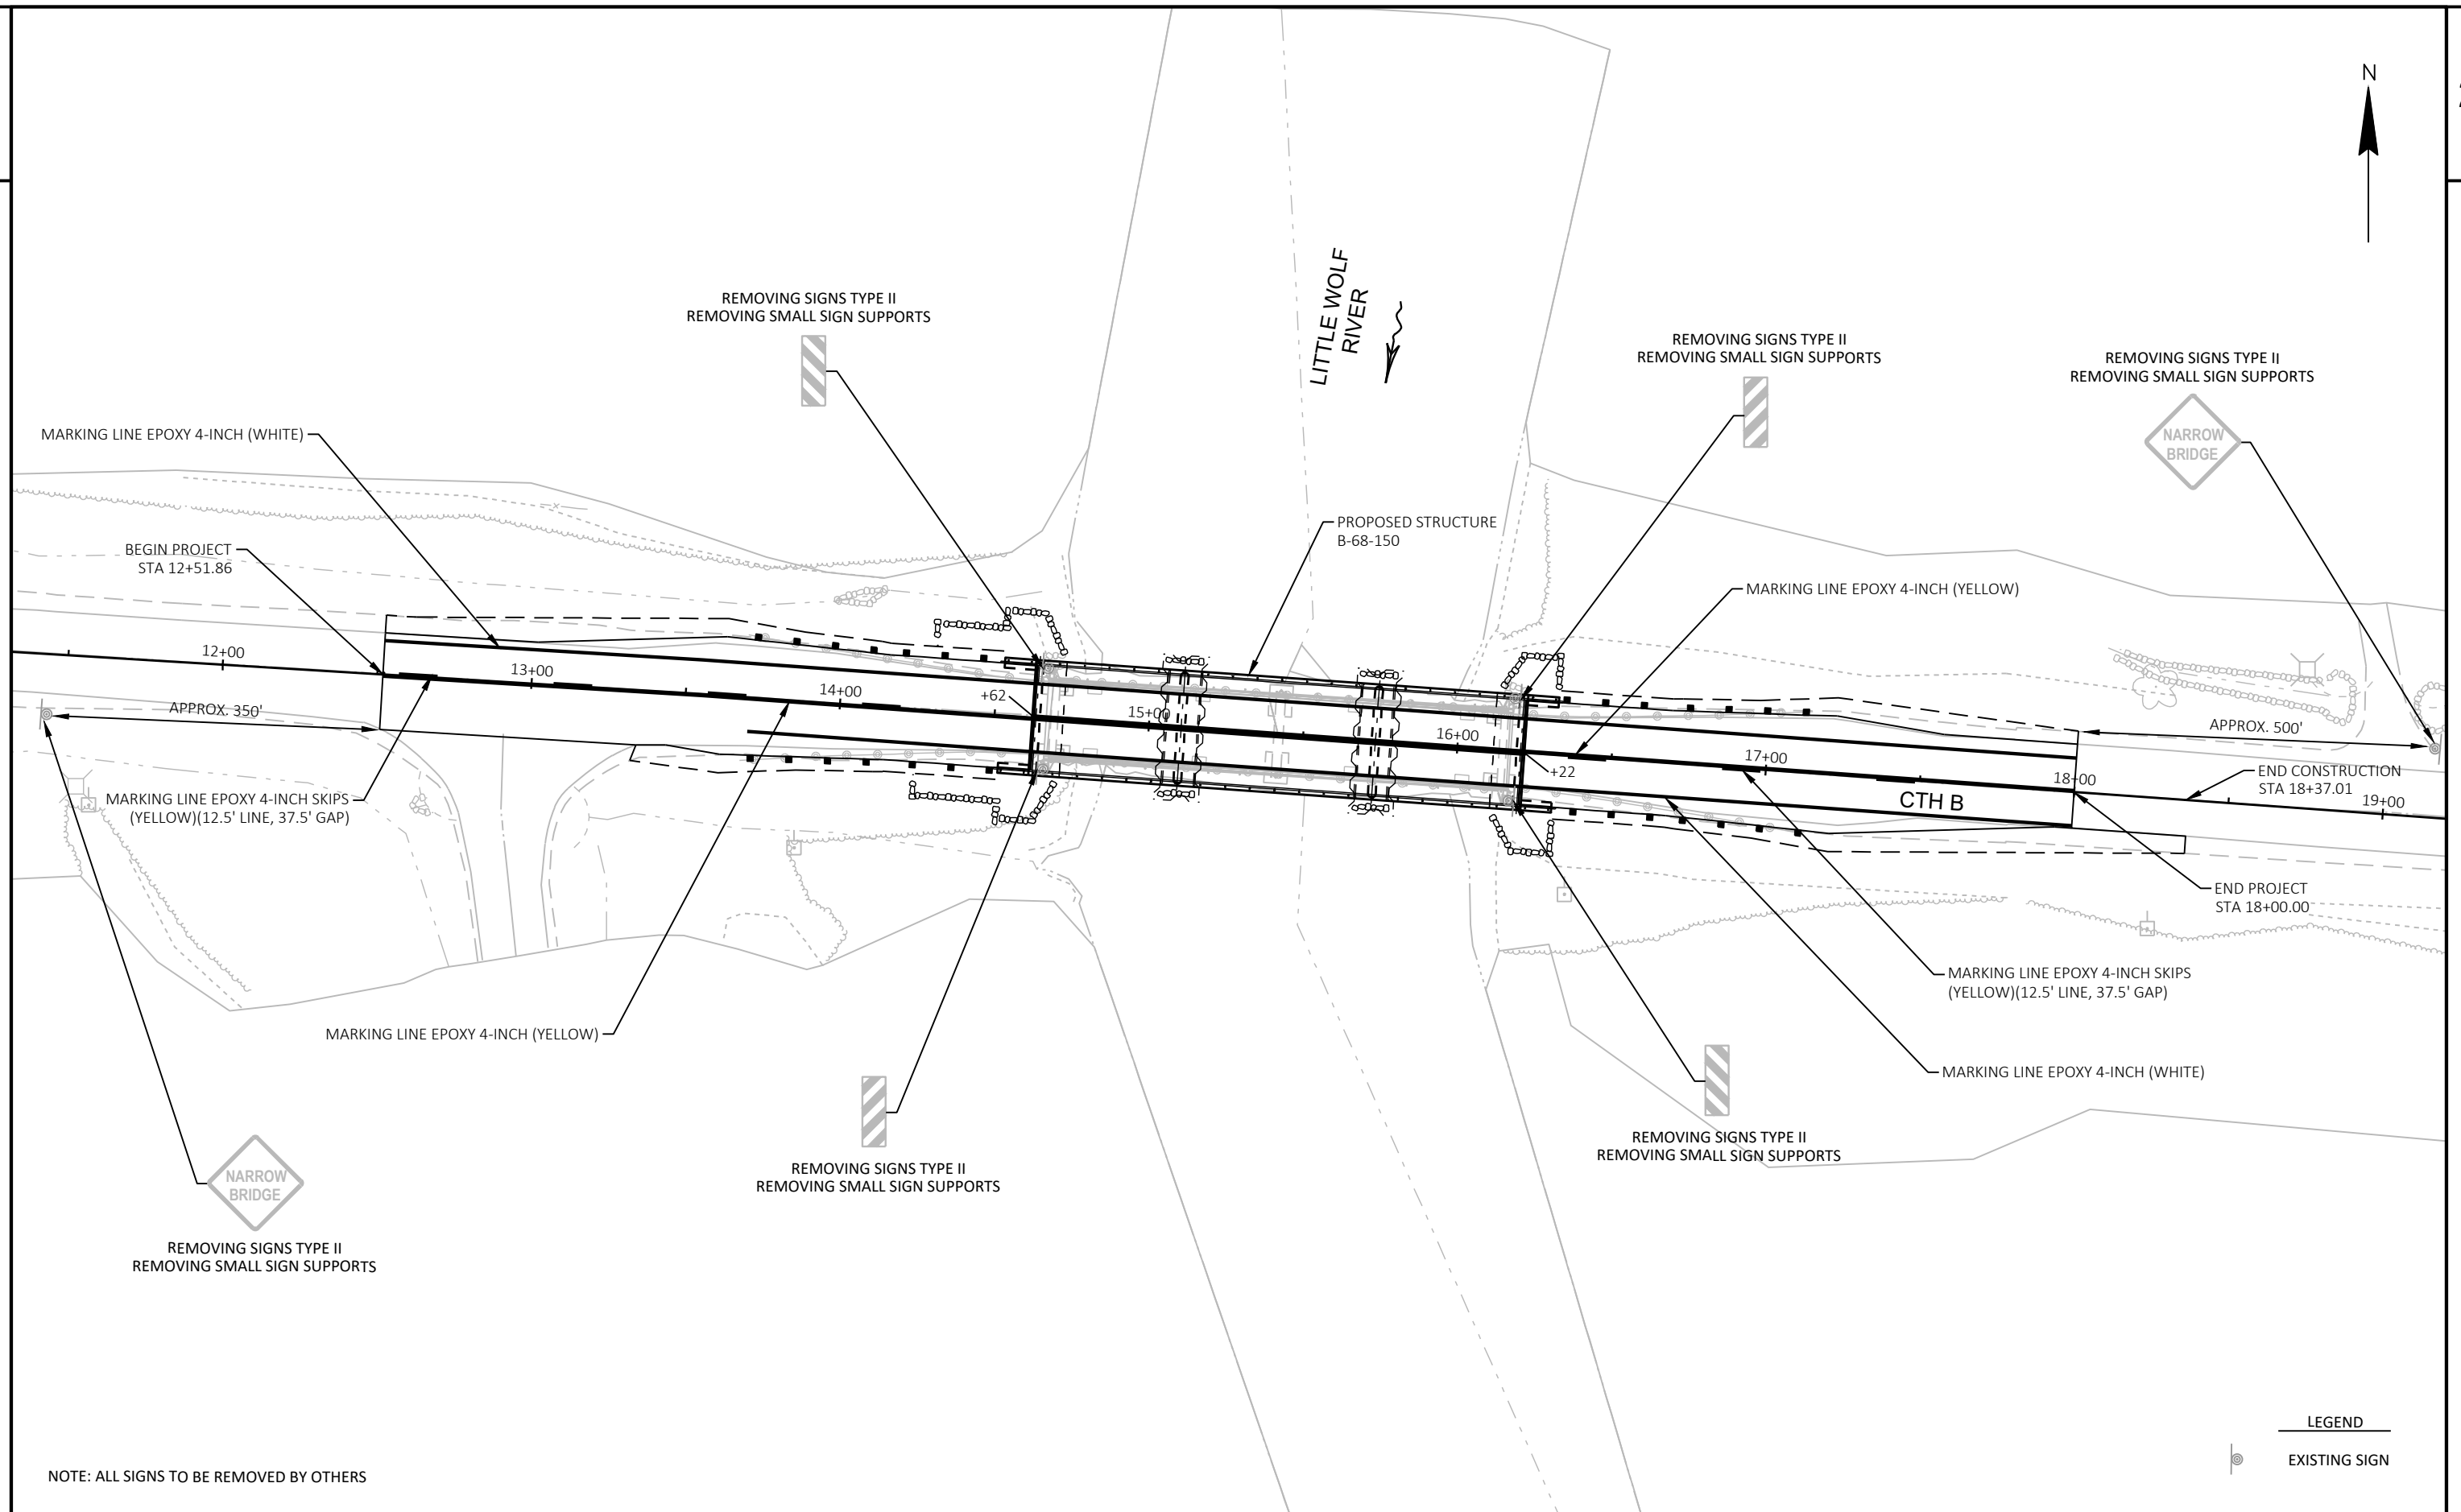 N
LITTLE WOLF
RIVER
REMOVING SIGNS TYPE II
REMOVING SMALL SIGN SUPPORTS
REMOVING SIGNS TYPE II
REMOVING SMALL SIGN SUPPORTS
REMOVING SIGNS TYPE II
REMOVING SMALL SIGN SUPPORTS
NARROW
BRIDGE
MARKING LINE EPOXY 4-INCH (WHITE)
PROPOSED STRUCTURE
B-68-150
BEGIN PROJECT
STA 12+51.86
MARKING LINE EPOXY 4-INCH (YELLOW)
12+00
13+00
14+00
+62
15+00
16+00
+22
17+00
18+00
19+00
APPROX. 350'
APPROX. 500'
END CONSTRUCTION
STA 18+37.01
CTH B
MARKING LINE EPOXY 4-INCH SKIPS
(YELLOW)(12.5' LINE, 37.5' GAP)
END PROJECT
STA 18+00.00
MARKING LINE EPOXY 4-INCH SKIPS
(YELLOW)(12.5' LINE, 37.5' GAP)
MARKING LINE EPOXY 4-INCH (YELLOW)
MARKING LINE EPOXY 4-INCH (WHITE)
REMOVING SIGNS TYPE II
REMOVING SMALL SIGN SUPPORTS
REMOVING SIGNS TYPE II
REMOVING SMALL SIGN SUPPORTS
NARROW
BRIDGE
REMOVING SIGNS TYPE II
REMOVING SMALL SIGN SUPPORTS
LEGEND
EXISTING SIGN
NOTE: ALL SIGNS TO BE REMOVED BY OTHERS